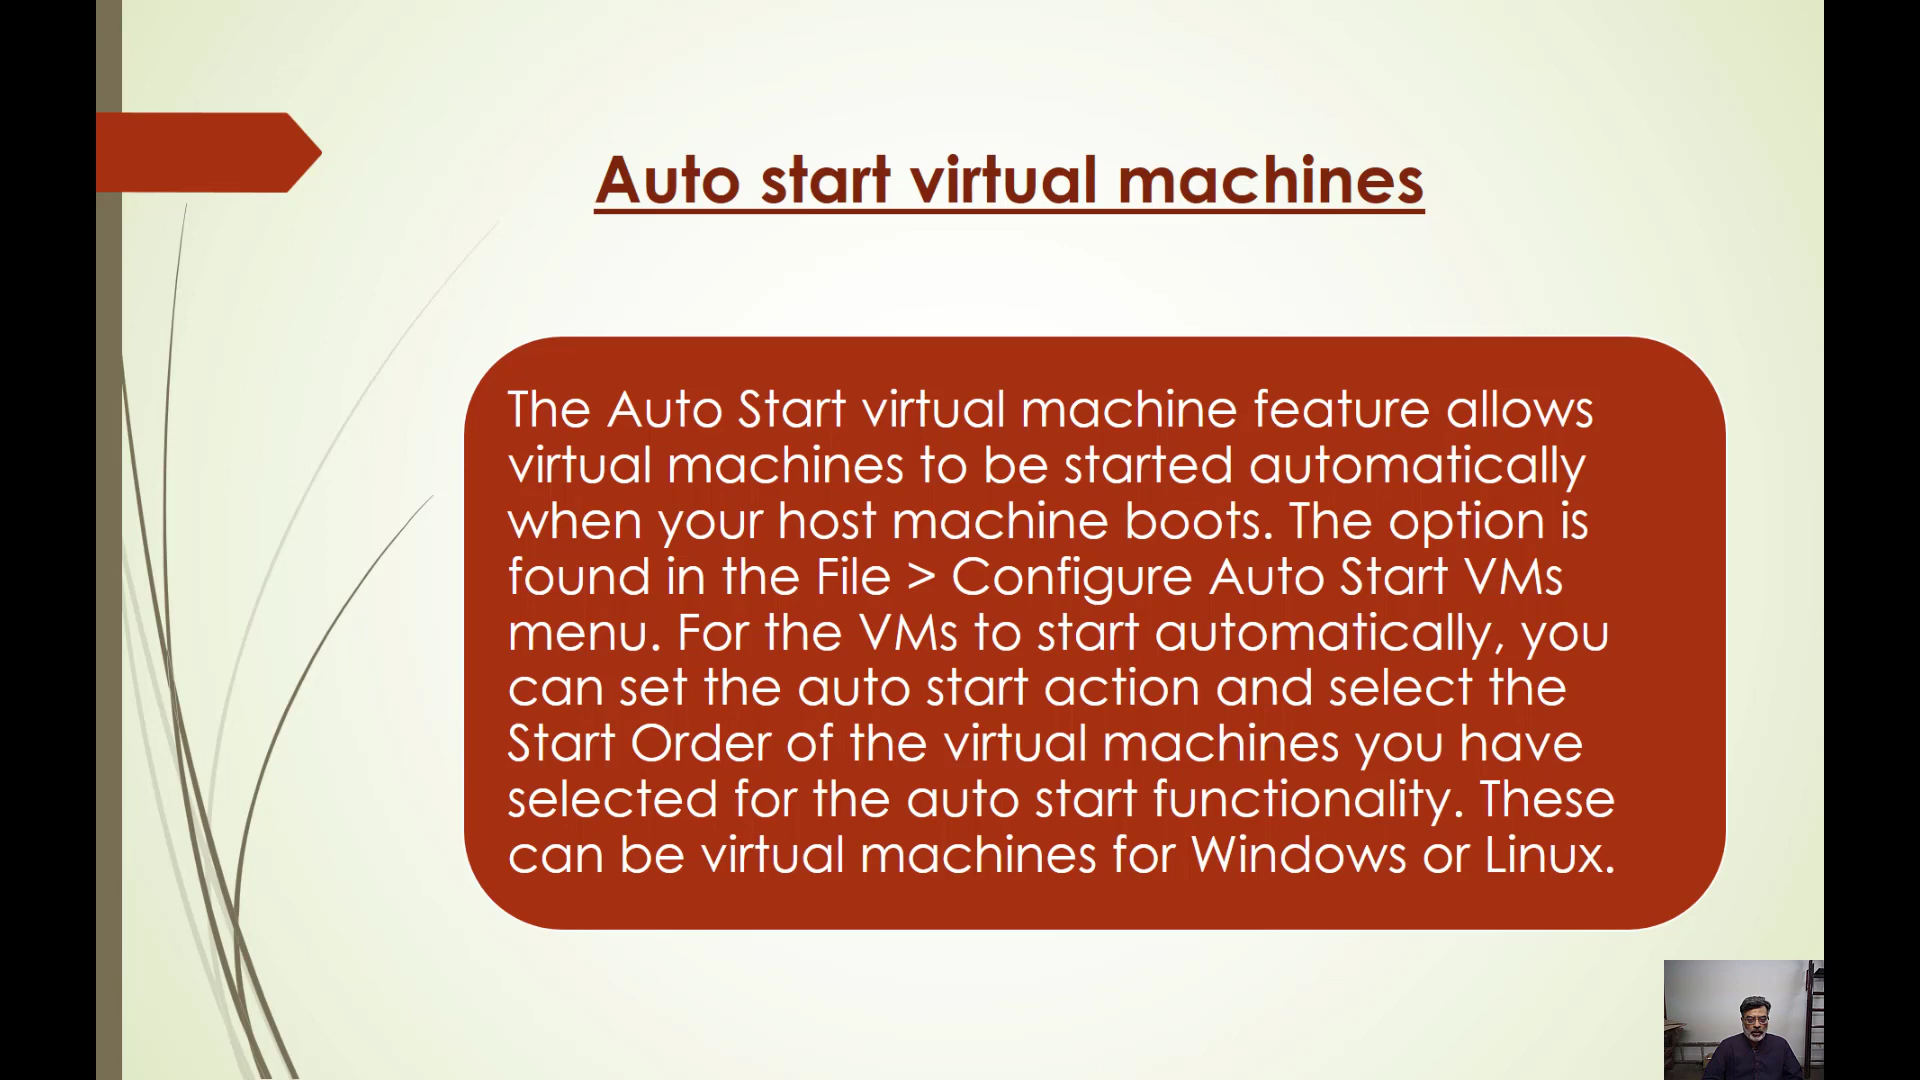 Auto start virtual machines
The Auto Start virtual machine feature allows
virtual machines to be started automatically
when your host machine boots. The option is
found in the File > Configure Auto Start VMs
menu. For the VMs to start automatically, you
can set the auto start action and select the
Start Order of the virtual machines you have
selected for the auto start functionality. These
can be virtual machines for Windows or Linux.